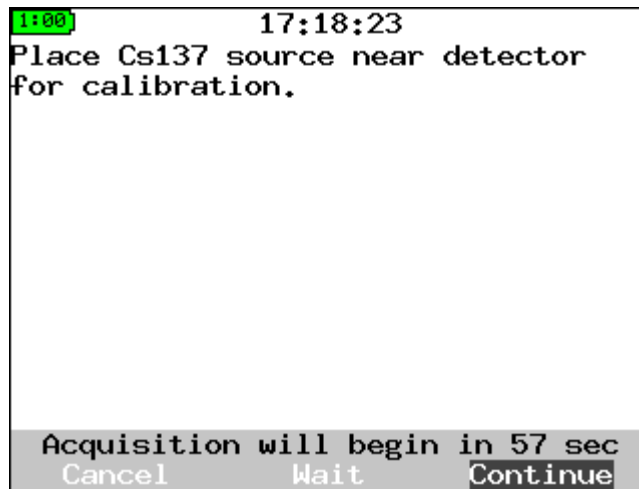 1:00 17:18:23
Place Cs137 source near detector
for calibration.
Acquisition will begin in 57 sec
Cancel Wait Continue